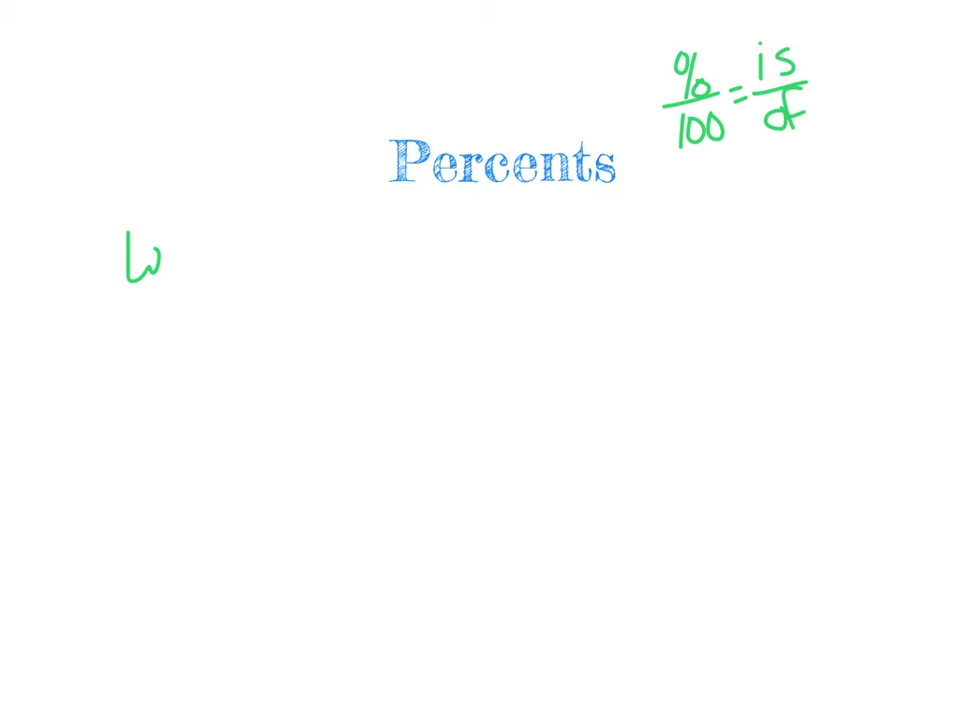 %/100 = is/of
Percents
W